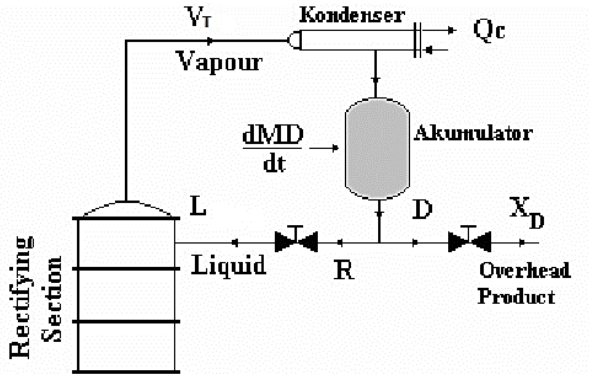 V_T
Kondenser
Qc
Vapour
dMD
dt
Akumulator
L
D
X_D
Liquid
R
Overhead
Product
Rectifying
Section